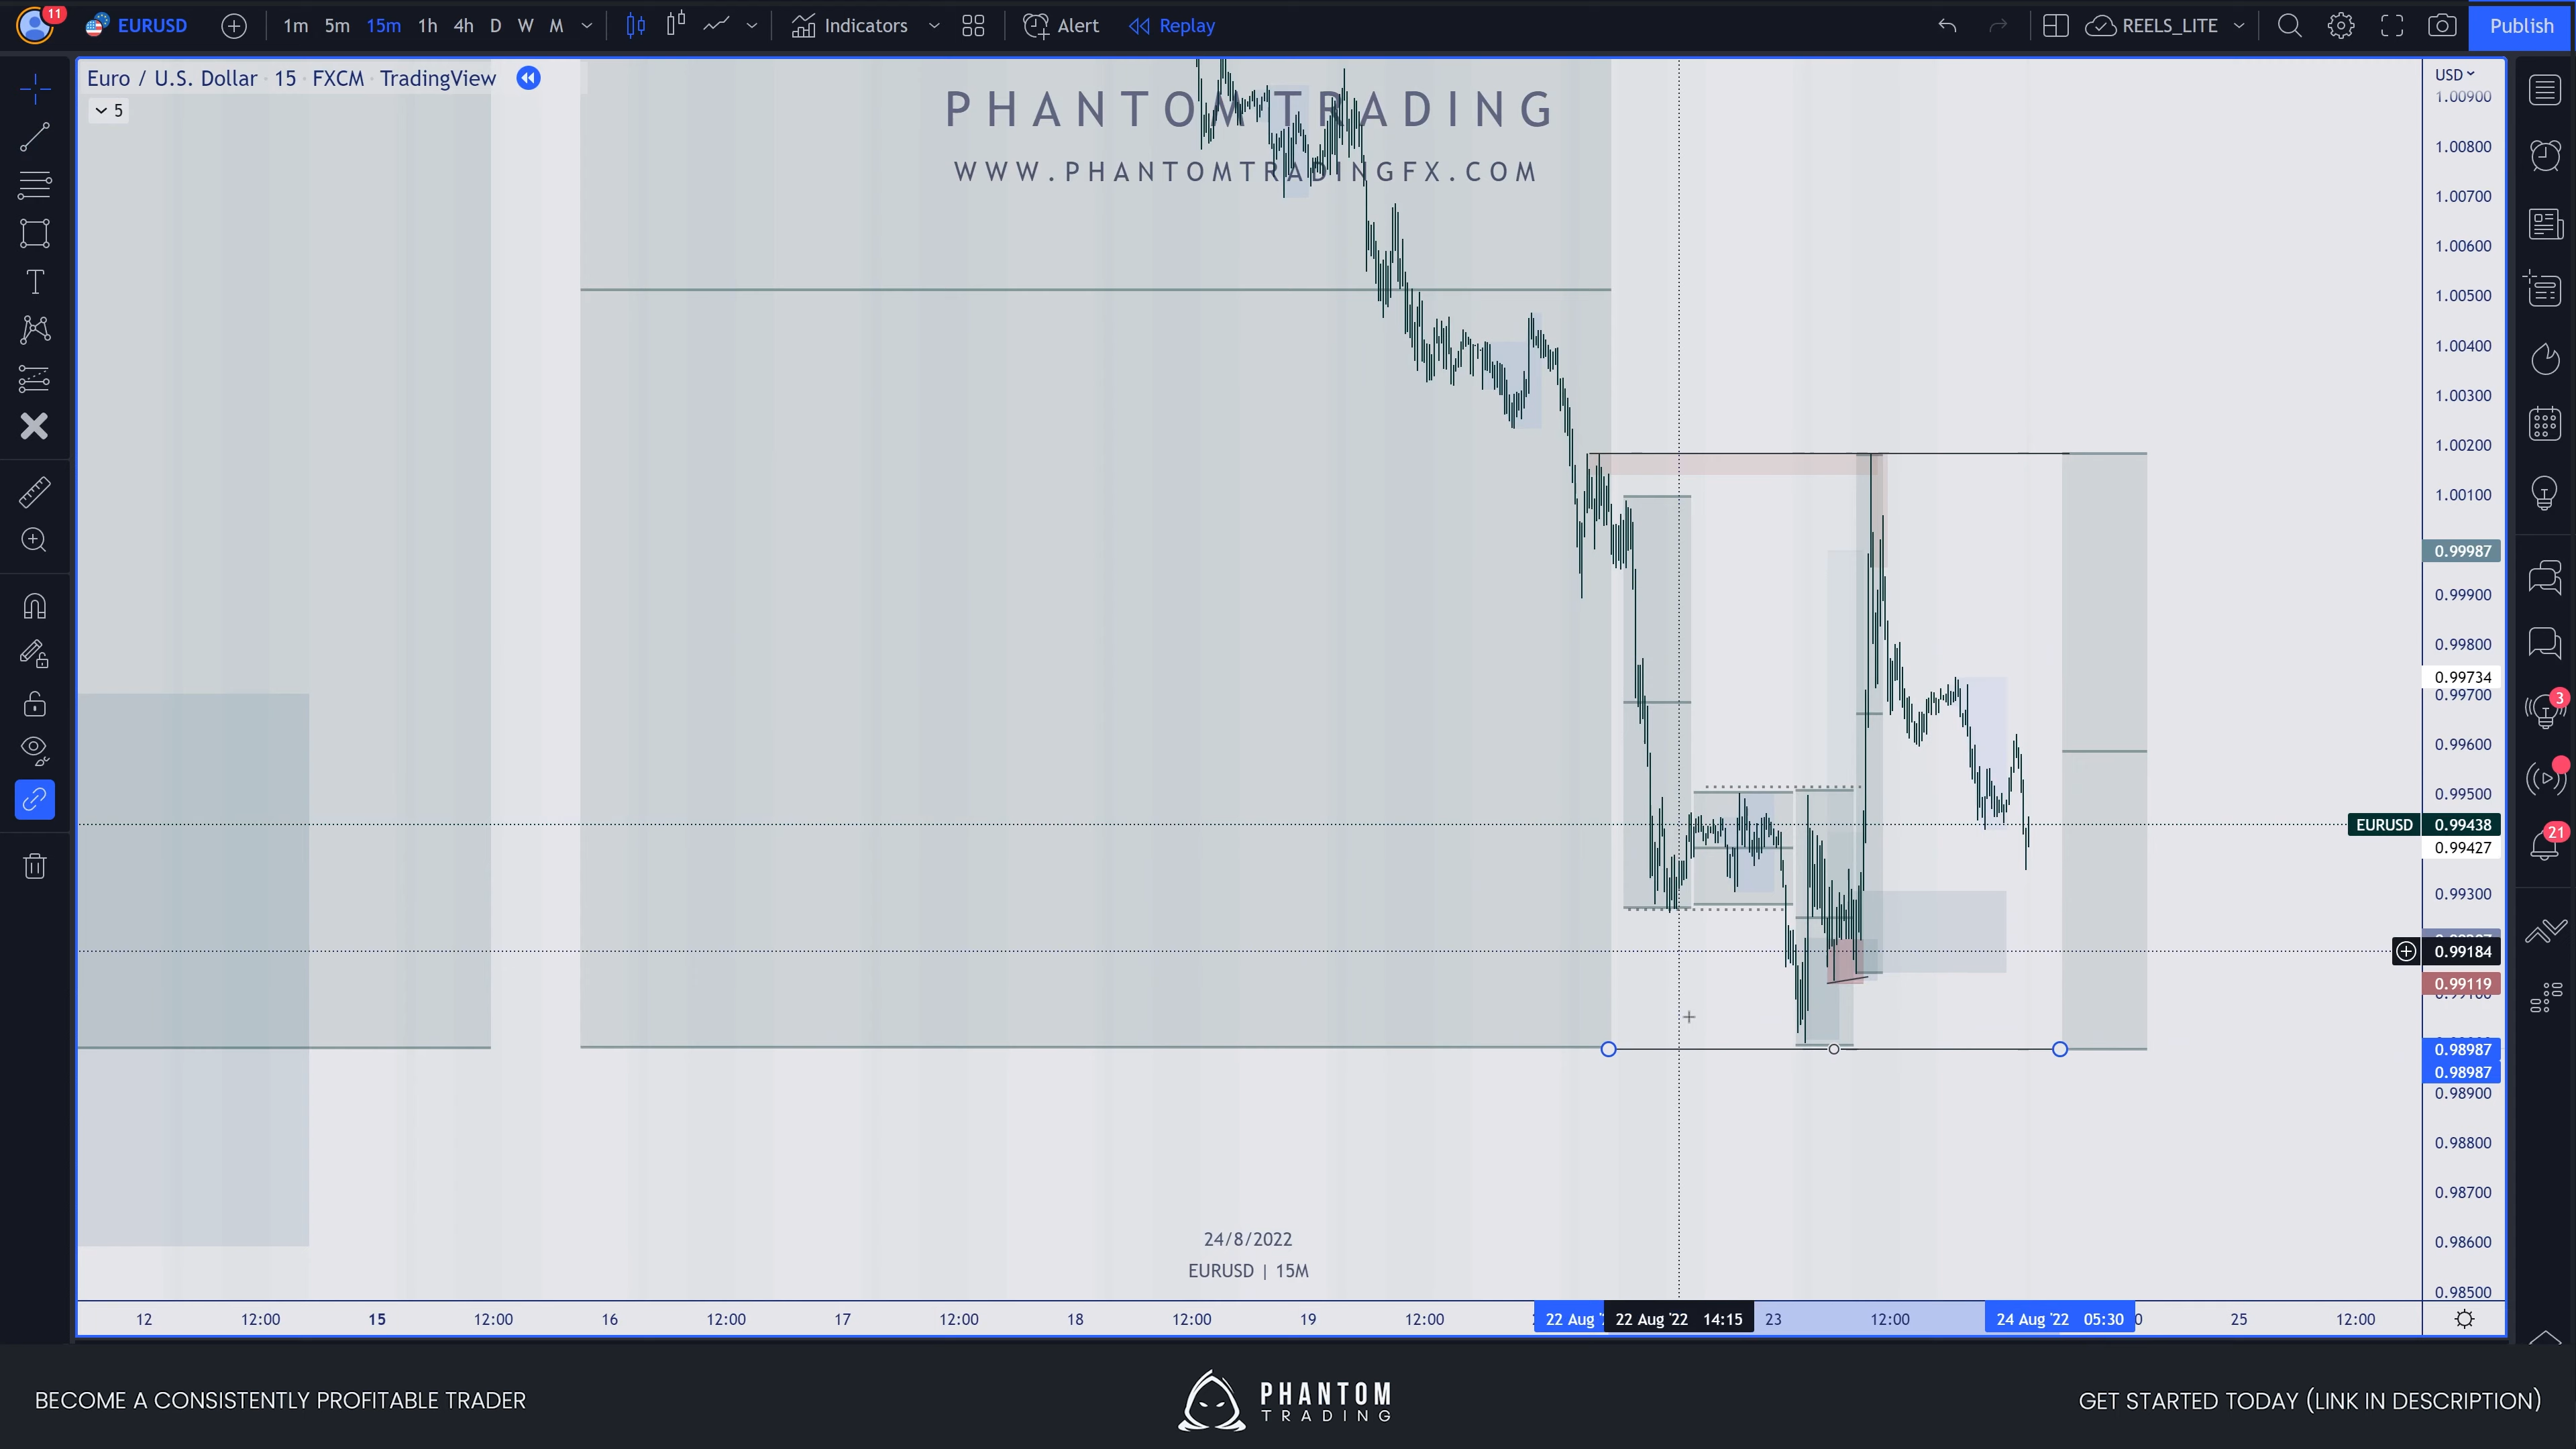 11
EURUSD
1m 5m 15m 1h 4h D W M
Indicators
Alert
Replay
REELS_LITE
Publish
Euro / U.S. Dollar · 15 · FXCM · TradingView
5
PHANTOM TRADING
WWW.PHANTOMTRADINGFX.COM
USD
1.00900
1.00800
1.00700
1.00600
1.00500
1.00400
1.00300
1.00200
1.00100
0.99987
0.99900
0.99800
0.99734
0.99700
0.99600
0.99500
EURUSD 0.99438
0.99427
0.99300
0.99184
0.99119
0.98987
0.98987
0.98900
0.98800
0.98700
0.98600
0.98500
3
21
24/8/2022
EURUSD | 15M
12 12:00 15 12:00 16 12:00 17 12:00 18 12:00 19 12:00 22 Aug 22 Aug '22 14:15 23 12:00 24 Aug '22 05:30 25 12:00
BECOME A CONSISTENTLY PROFITABLE TRADER
PHANTOM
TRADING
GET STARTED TODAY (LINK IN DESCRIPTION)